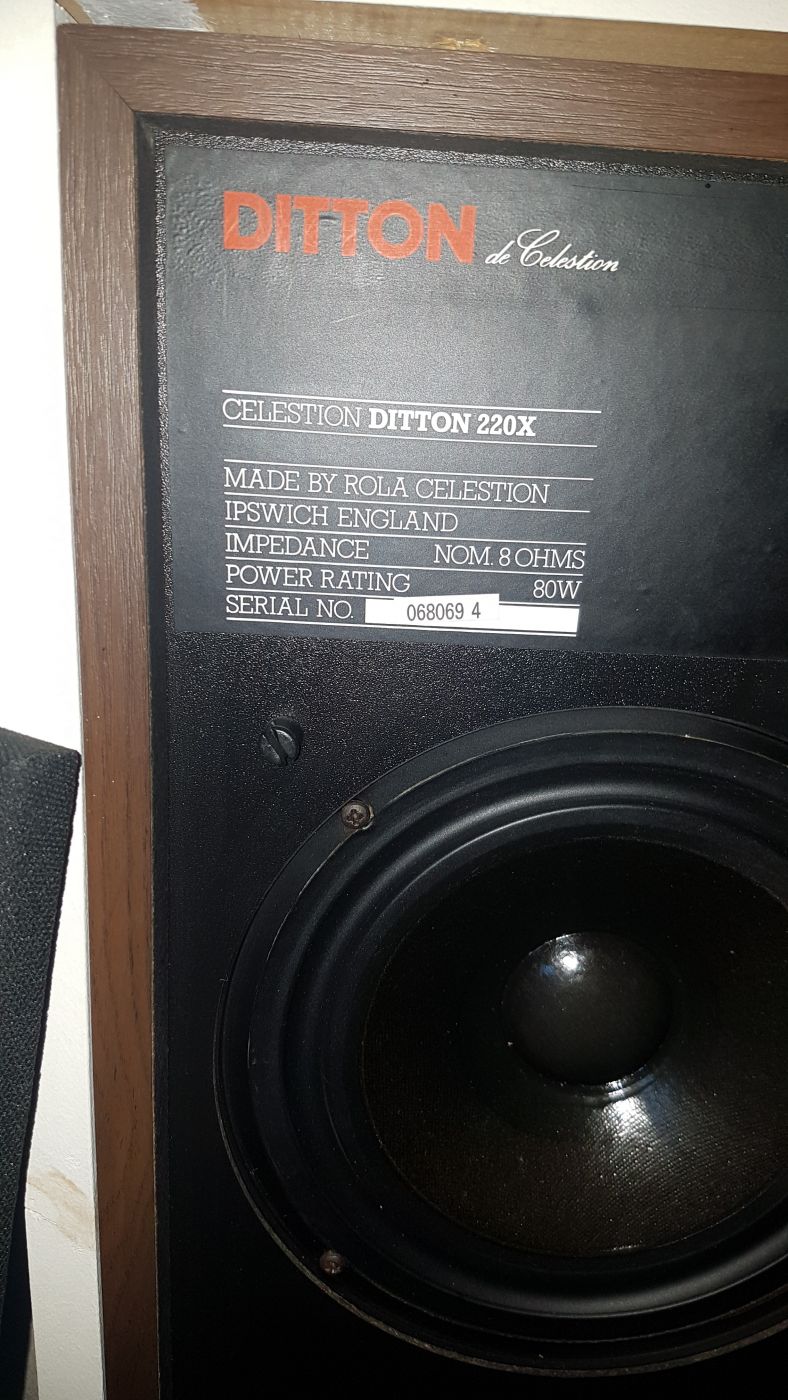 DITTON de Celestion
CELESTION DITTON 220X
MADE BY ROLA CELESTION
IPSWICH ENGLAND
IMPEDANCE NOM. 8 OHMS
POWER RATING 80W
SERIAL NO. 068069 4